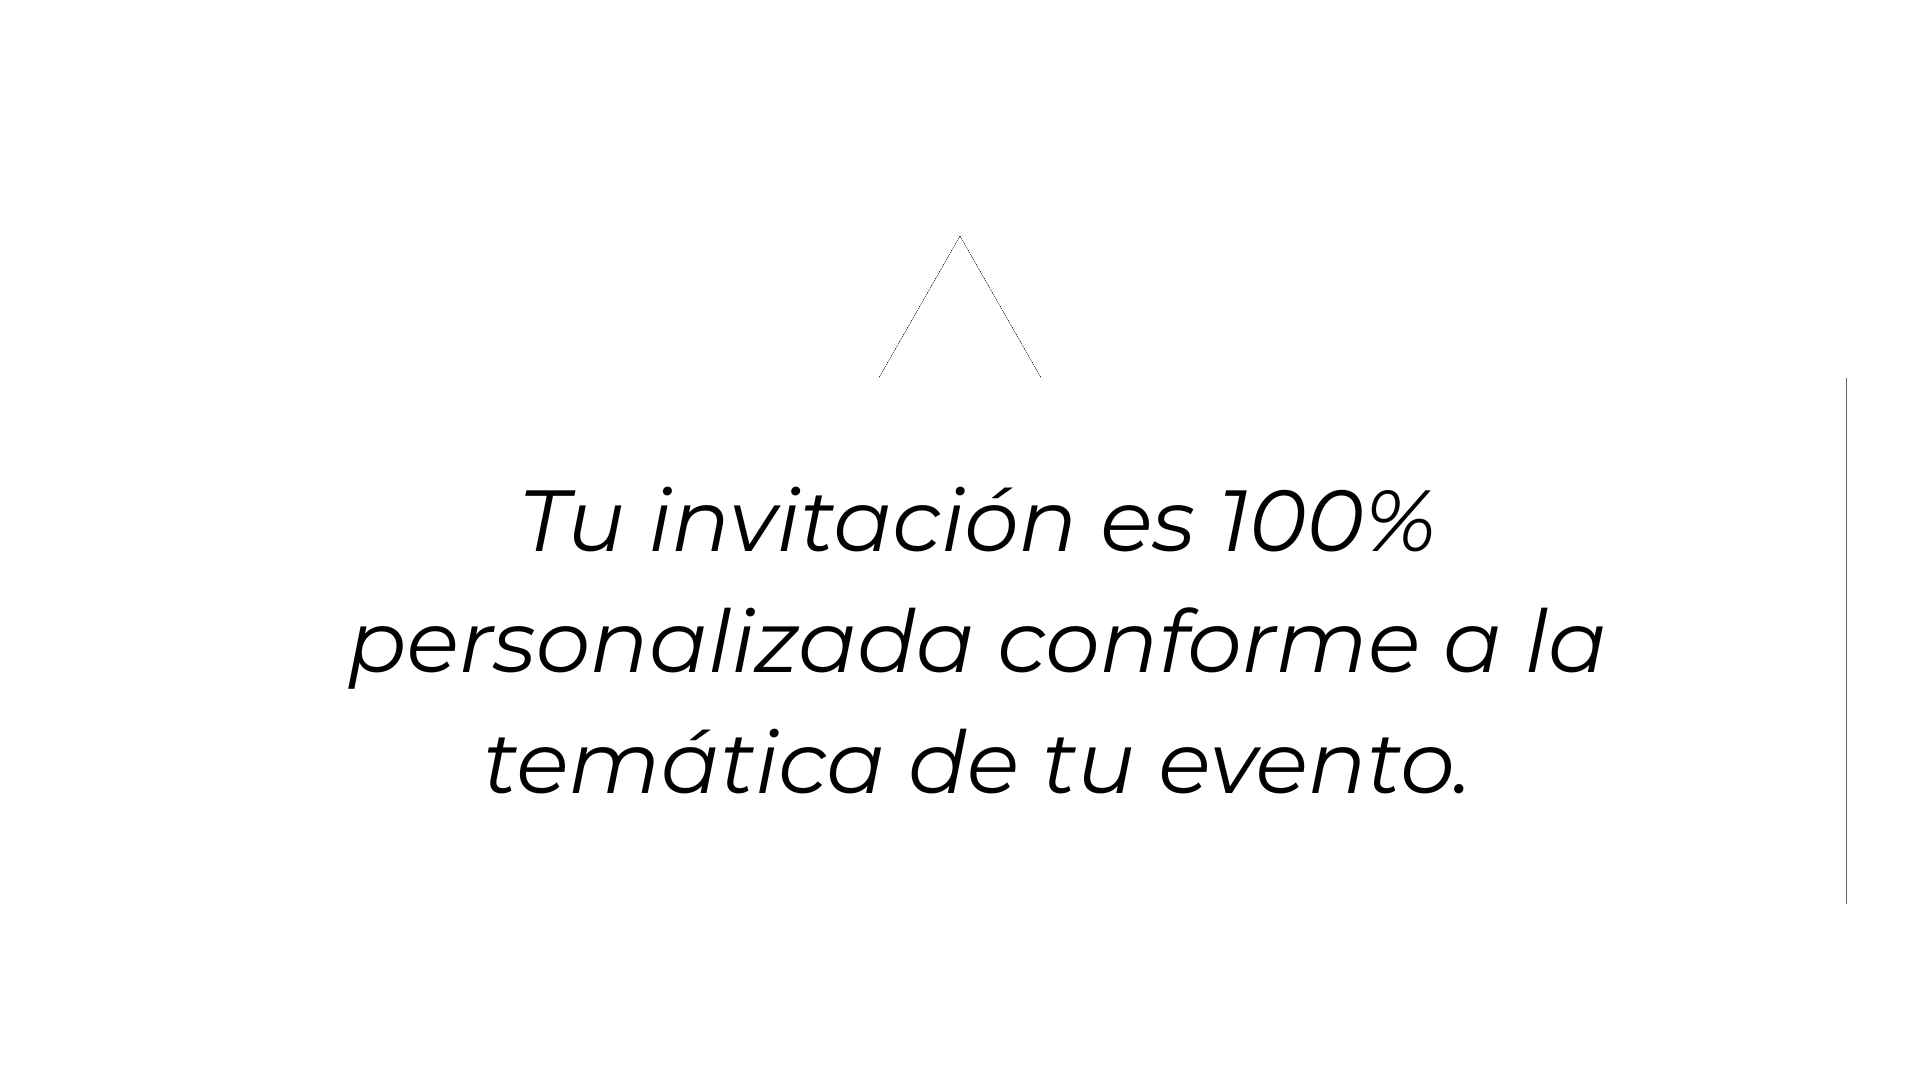 Tu invitación es 100%
personalizada conforme a la
temática de tu evento.